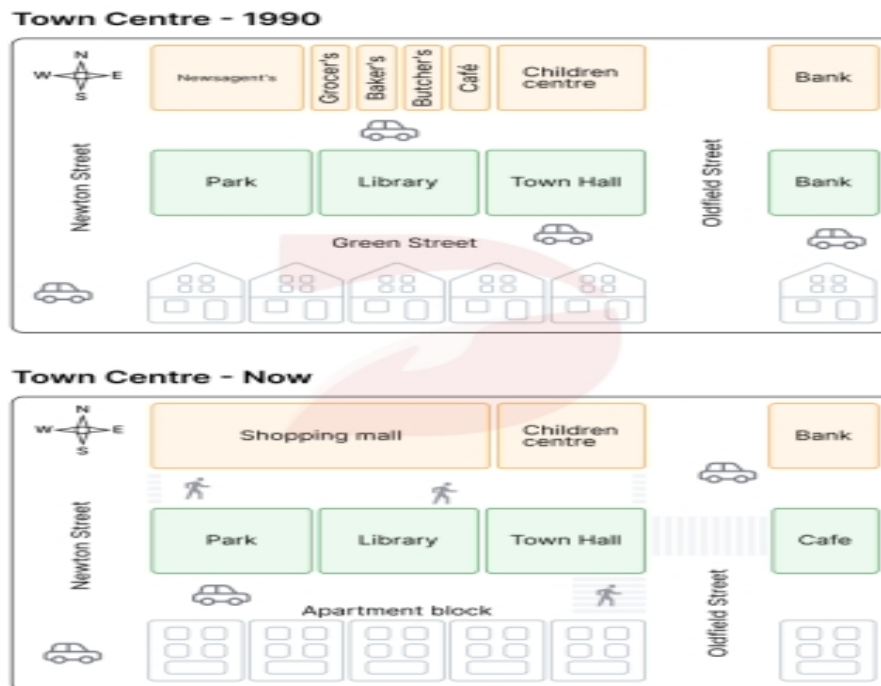 Town Centre - 1990
N
W E
S
Newsagent's
Grocer's
Baker's
Butcher's
Café
Children
centre
Bank
Newton Street
Park
Library
Town Hall
Oldfield Street
Bank
Green Street
Town Centre - Now
N
W E
S
Shopping mall
Children
centre
Bank
Newton Street
Park
Library
Town Hall
Cafe
Oldfield Street
Apartment block